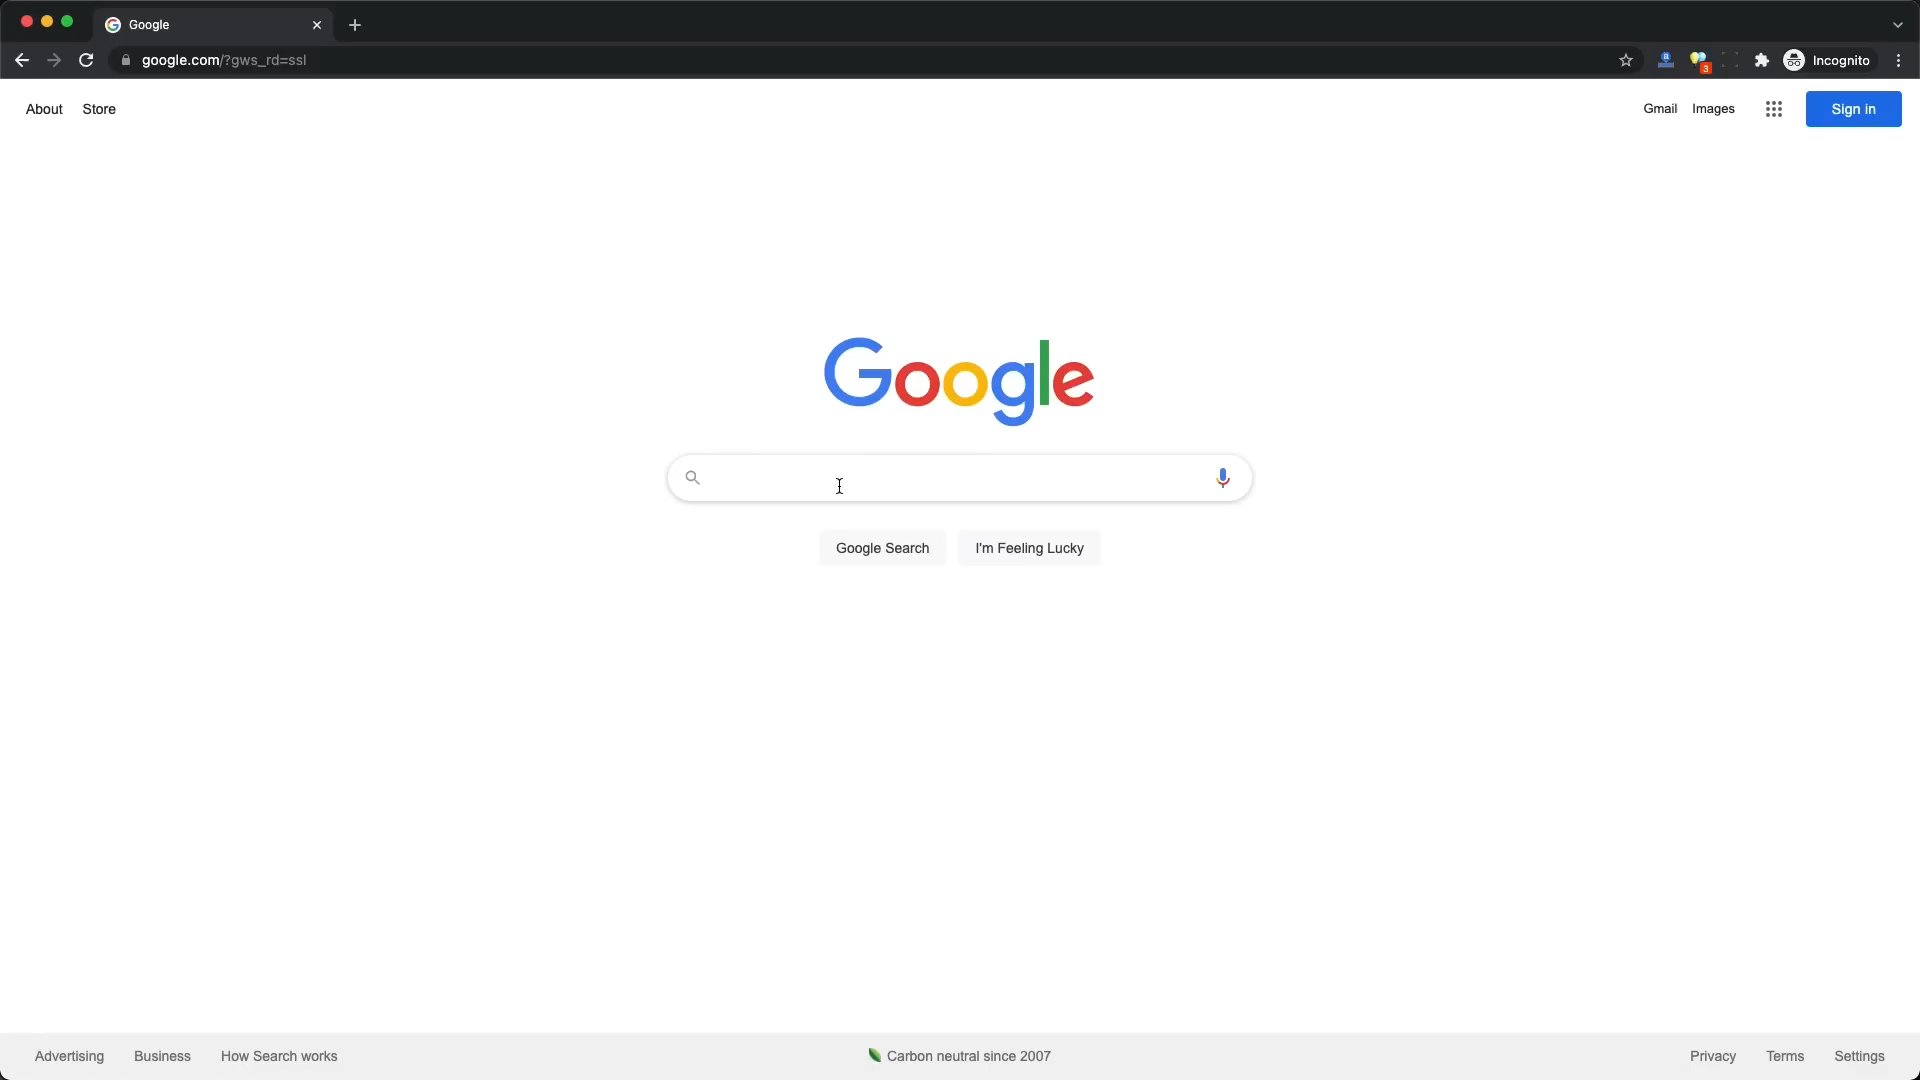 Google
google.com/?gws_rd=ssl
3
Incognito
About Store
Gmail Images Sign in
Google
Google Search I'm Feeling Lucky
Advertising Business How Search works
Carbon neutral since 2007
Privacy Terms Settings